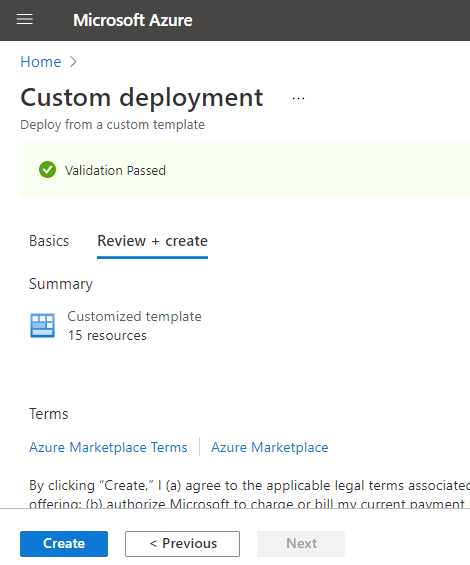 Microsoft Azure
Home
Custom deployment ...
Deploy from a custom template
Validation Passed
Basics Review + create
Summary
Customized template
15 resources
Terms
Azure Marketplace Terms Azure Marketplace
By clicking “Create,” I (a) agree to the applicable legal terms associated
offering; (b) authorize Microsoft to charge or bill my current payment
Create < Previous Next